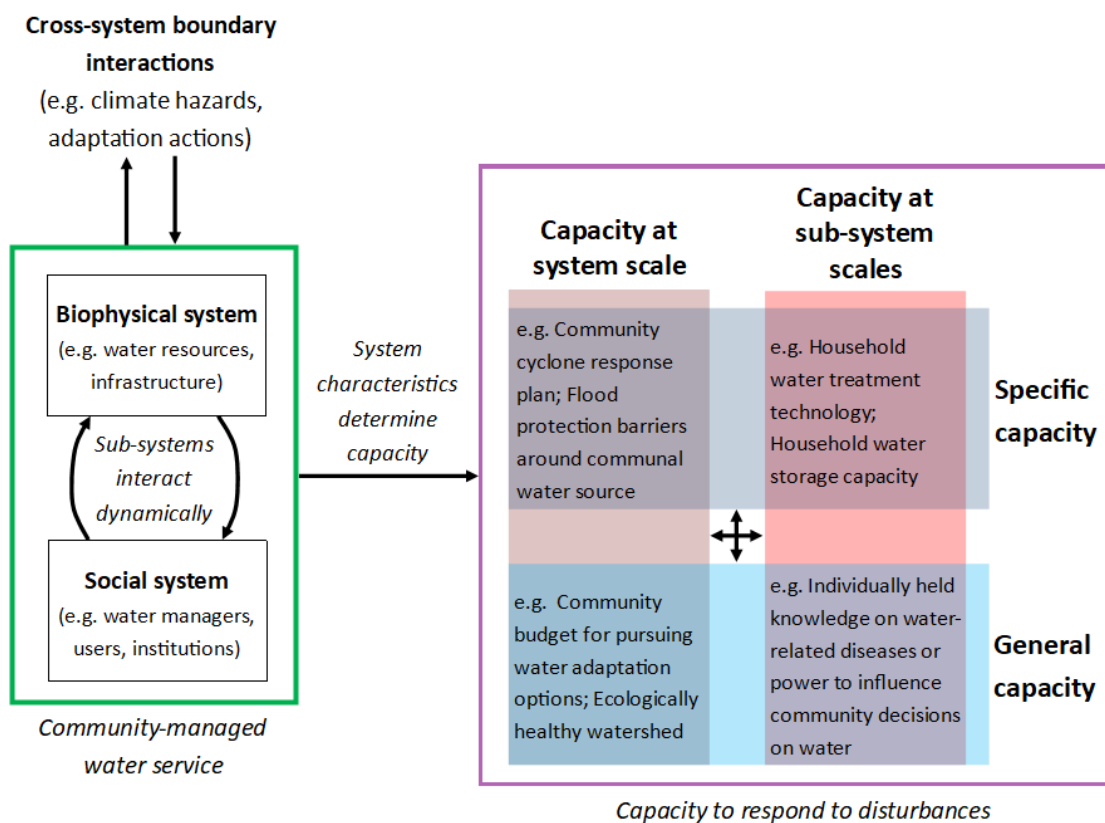 Cross-system boundary
interactions
(e.g. climate hazards,
adaptation actions)
Biophysical system
(e.g. water resources,
infrastructure)
Sub-systems
interact
dynamically
Social system
(e.g. water managers,
users, institutions)
Community-managed
water service
System
characteristics
determine
capacity
Capacity at
system scale
Capacity at
sub-system
scales
e.g. Community
cyclone response
plan; Flood
protection barriers
around communal
water source
e.g. Household
water treatment
technology;
Household water
storage capacity
Specific
capacity
e.g. Community
budget for pursuing
water adaptation
options; Ecologically
healthy watershed
e.g. Individually held
knowledge on water-
related diseases or
power to influence
community decisions
on water
General
capacity
Capacity to respond to disturbances